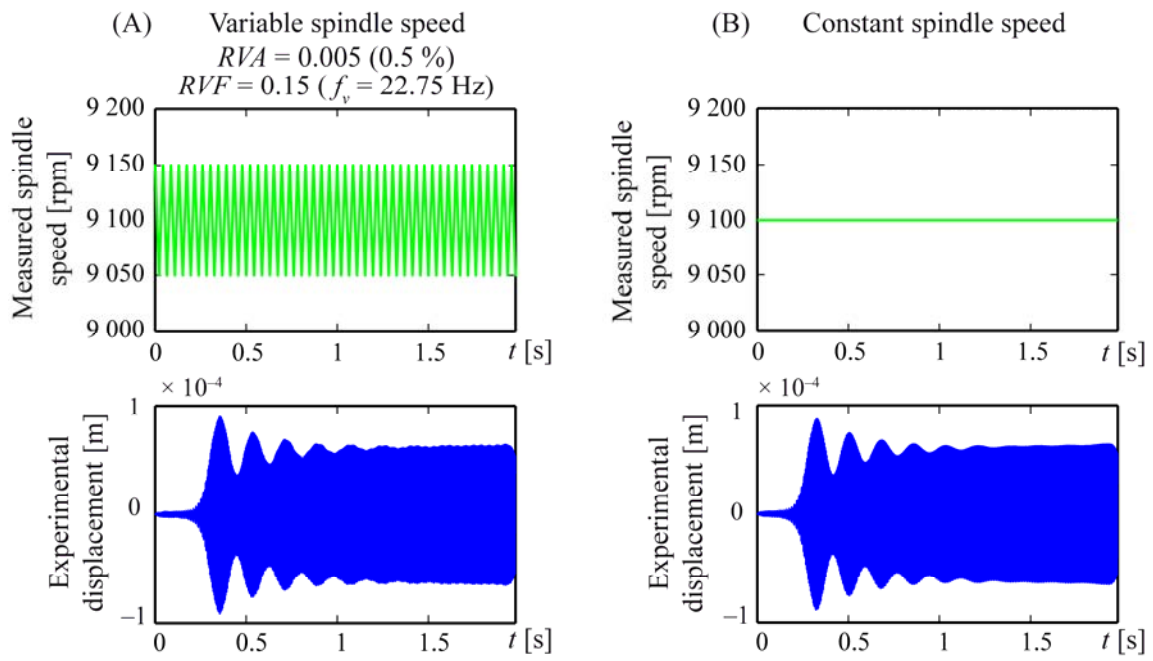 (A) Variable spindle speed
RVA = 0.005 (0.5 %)
RVF = 0.15 ( f_v = 22.75 Hz)
Measured spindle
speed [rpm]
9 200
9 150
9 100
9 050
9 000
0 0.5 1 1.5 t [s]
× 10⁻⁴
Experimental
displacement [m]
1
0
−1
0 0.5 1 1.5 t [s]
(B) Constant spindle speed
Measured spindle
speed [rpm]
9 200
9 150
9 100
9 050
9 000
0 0.5 1 1.5 t [s]
× 10⁻⁴
Experimental
displacement [m]
1
0
−1
0 0.5 1 1.5 t [s]